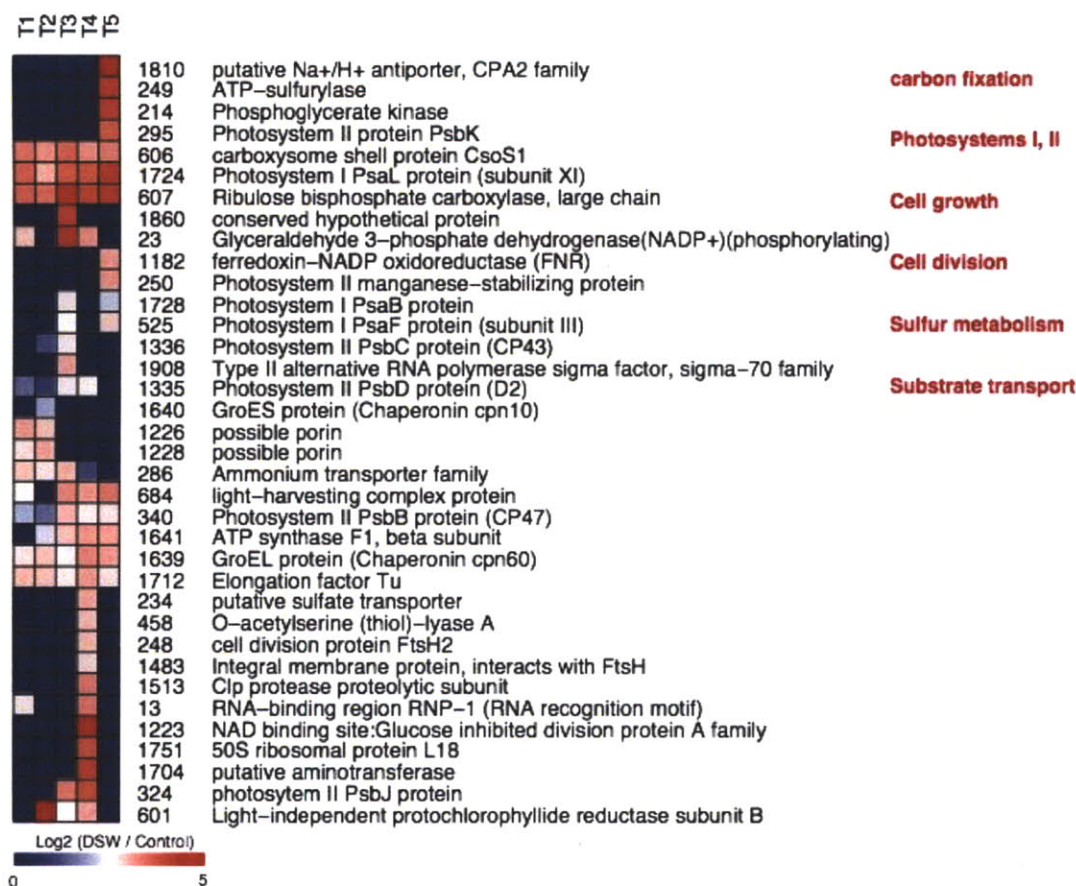 T1 T2 T3 T4 T5
1810 putative Na+/H+ antiporter, CPA2 family
carbon fixation
249 ATP-sulfurylase
214 Phosphoglycerate kinase
295 Photosystem II protein PsbK
Photosystems I, II
606 carboxysome shell protein CsoS1
1724 Photosystem I PsaL protein (subunit XI)
607 Ribulose bisphosphate carboxylase, large chain
Cell growth
1860 conserved hypothetical protein
23 Glyceraldehyde 3-phosphate dehydrogenase(NADP+)(phosphorylating)
1182 ferredoxin-NADP oxidoreductase (FNR)
Cell division
250 Photosystem II manganese-stabilizing protein
1728 Photosystem I PsaB protein
525 Photosystem I PsaF protein (subunit III)
Sulfur metabolism
1336 Photosystem II PsbC protein (CP43)
1908 Type II alternative RNA polymerase sigma factor, sigma-70 family
1335 Photosystem II PsbD protein (D2)
Substrate transport
1640 GroES protein (Chaperonin cpn10)
1226 possible porin
1228 possible porin
286 Ammonium transporter family
684 light-harvesting complex protein
340 Photosystem II PsbB protein (CP47)
1641 ATP synthase F1, beta subunit
1639 GroEL protein (Chaperonin cpn60)
1712 Elongation factor Tu
234 putative sulfate transporter
458 O-acetylserine (thiol)-lyase A
248 cell division protein FtsH2
1483 Integral membrane protein, interacts with FtsH
1513 Clp protease proteolytic subunit
13 RNA-binding region RNP-1 (RNA recognition motif)
1223 NAD binding site:Glucose inhibited division protein A family
1751 50S ribosomal protein L18
1704 putative aminotransferase
324 photosytem II PsbJ protein
601 Light-independent protochlorophyllide reductase subunit B
Log2 (DSW / Control)
0 5